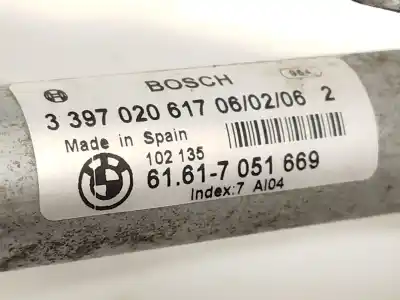 BOSCH
3 397 020 617 06/02/06 2
Made in Spain
102 135
61.61-7 051 669
Index:7 AI04